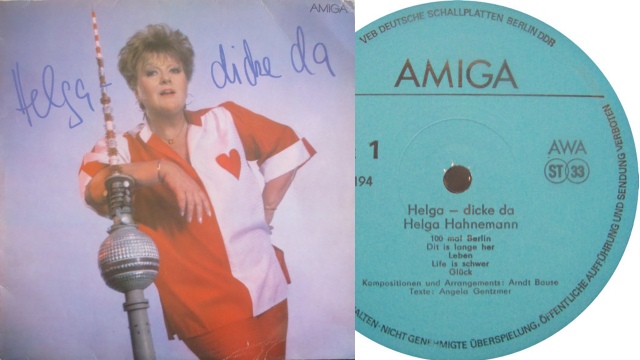 AMIGA
Helga - dicke da
VEB DEUTSCHE SCHALLPLATTEN BERLIN DDR
AMIGA
1
AWA
194
ST 33
Helga – dicke da
Helga Hahnemann
100 mal Berlin
Dit is lange her
Leben
Life is schwer
Glück
Kompositionen und Arrangements: Arndt Bause
Texte: Angela Gentzmer
ALTEN · NICHT GENEHMIGTE ÜBERSPIELUNG, ÖFFENTLICHE AUFFÜHRUNG UND SENDUNG VERBOTEN